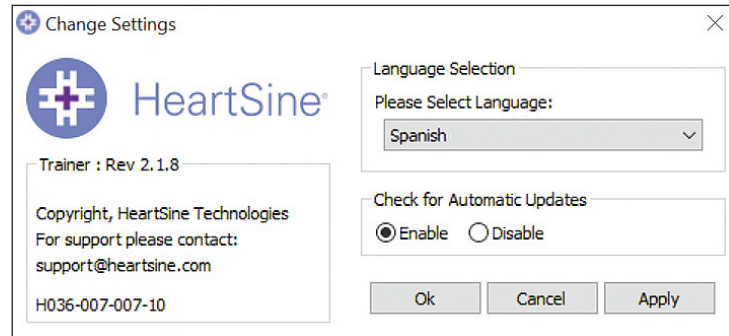 Change Settings
HeartSine®
Trainer : Rev 2.1.8
Copyright, HeartSine Technologies
For support please contact:
support@heartsine.com
H036-007-007-10
Language Selection
Please Select Language:
Spanish
Check for Automatic Updates
Enable Disable
Ok Cancel Apply